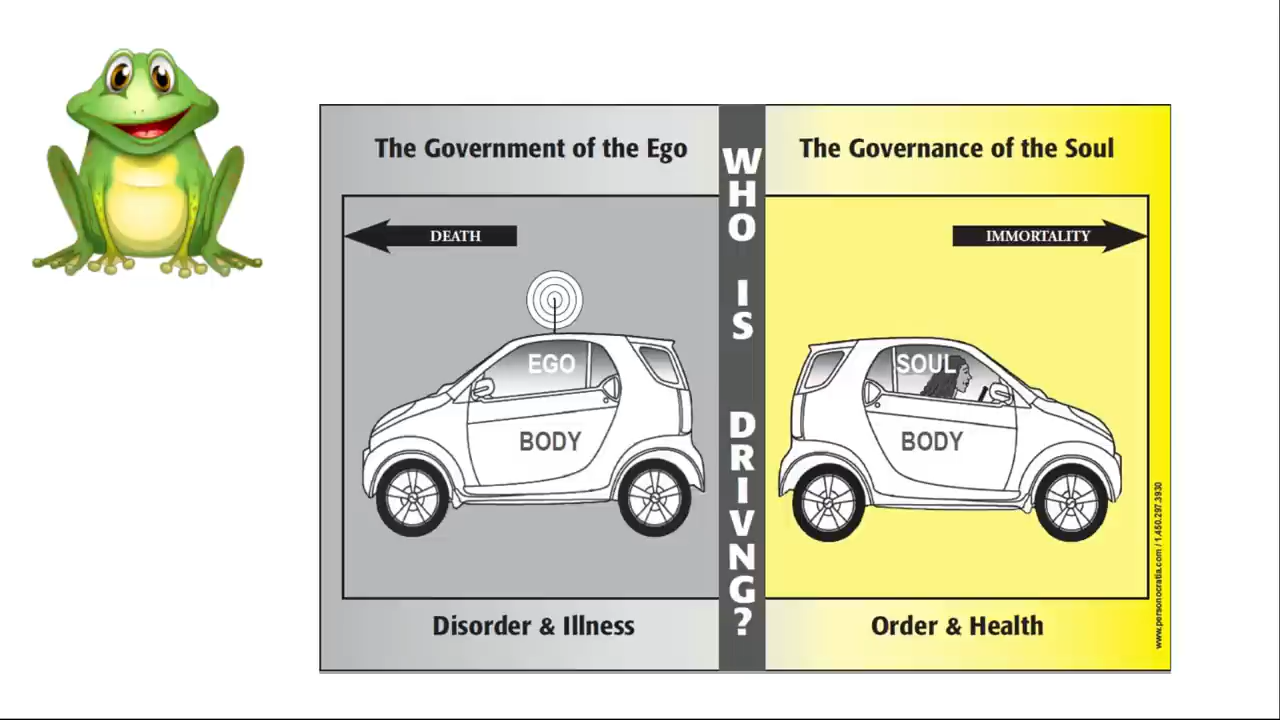 The Government of the Ego
DEATH
EGO
BODY
Disorder & Illness
WHO IS DRIVNG?
The Governance of the Soul
IMMORTALITY
SOUL
BODY
Order & Health
www.personocratia.com / 1.450.297.3930